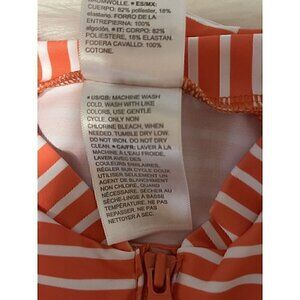 BAUMWOLLE. ● ES/MX:
CUERPO: 82% poliéster, 18%
elastano. FORRO DE LA
ENTREPIERNA: 100%
algodón. ● IT: CORPO: 82%
POLIESTERE, 18% ELASTAN.
FODERA CAVALLO: 100%
COTONE.
● US/GB: MACHINE WASH
COLD, WASH WITH LIKE
COLORS, USE GENTLE
CYCLE. ONLY NON
CHLORINE BLEACH, WHEN
NEEDED. TUMBLE DRY LOW.
DO NOT IRON. DO NOT DRY
CLEAN. ● CA/FR: LAVER À LA
MACHINE À L'EAU FROIDE,
LAVER AVEC DES
COULEURS SIMILAIRES,
RÉGLER SUR CYCLE DOUX.
UTILISER SEULEMENT UN
AGENT DE BLANCHIMENT
NON CHLORÉ, QUAND
NÉCESSAIRE. SÉCHER AU
SÈCHE-LINGE À BASSE
TEMPÉRATURE. NE PAS
REPASSER. NE PAS
NETTOYER À SEC.